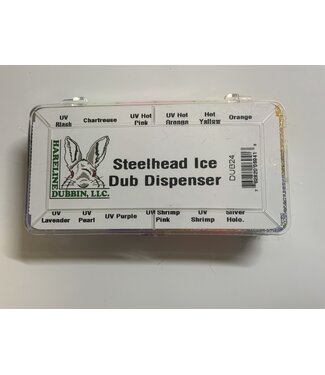 UV Black Chartreuse UV Hot Pink UV Hot Orange Hot Yellow Orange
HARELINE
DUBBIN, LLC.
Steelhead Ice
Dub Dispenser
DUB24
UV Lavender UV Pearl UV Purple UV Shrimp Pink UV Shrimp Silver Holo.